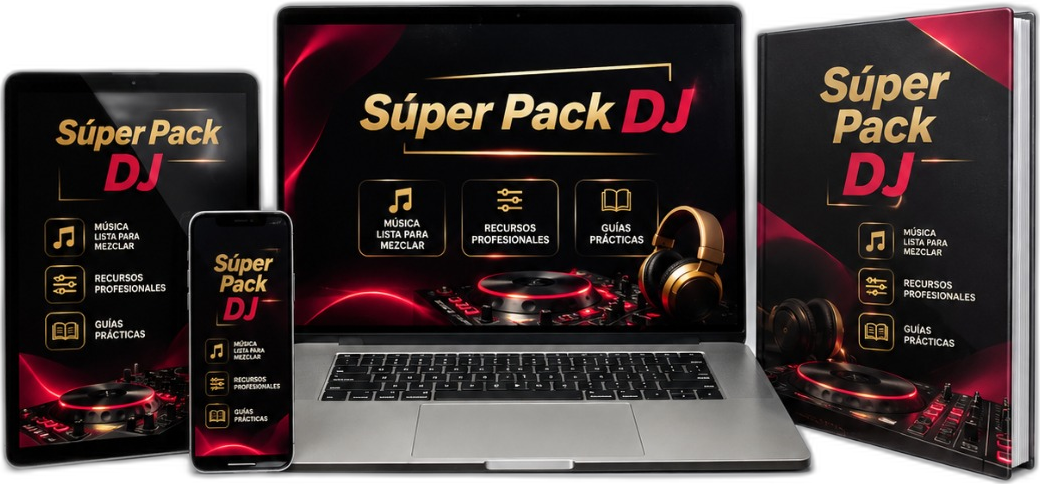 Súper Pack
DJ
MÚSICA
LISTA PARA
MEZCLAR
RECURSOS
PROFESIONALES
GUÍAS
PRÁCTICAS
Súper
Pack
DJ
MÚSICA
LISTA PARA
MEZCLAR
RECURSOS
PROFESIONALES
GUÍAS
PRÁCTICAS
Súper Pack DJ
MÚSICA
LISTA PARA
MEZCLAR
RECURSOS
PROFESIONALES
GUÍAS
PRÁCTICAS
Súper
Pack
DJ
MÚSICA
LISTA PARA
MEZCLAR
RECURSOS
PROFESIONALES
GUÍAS
PRÁCTICAS